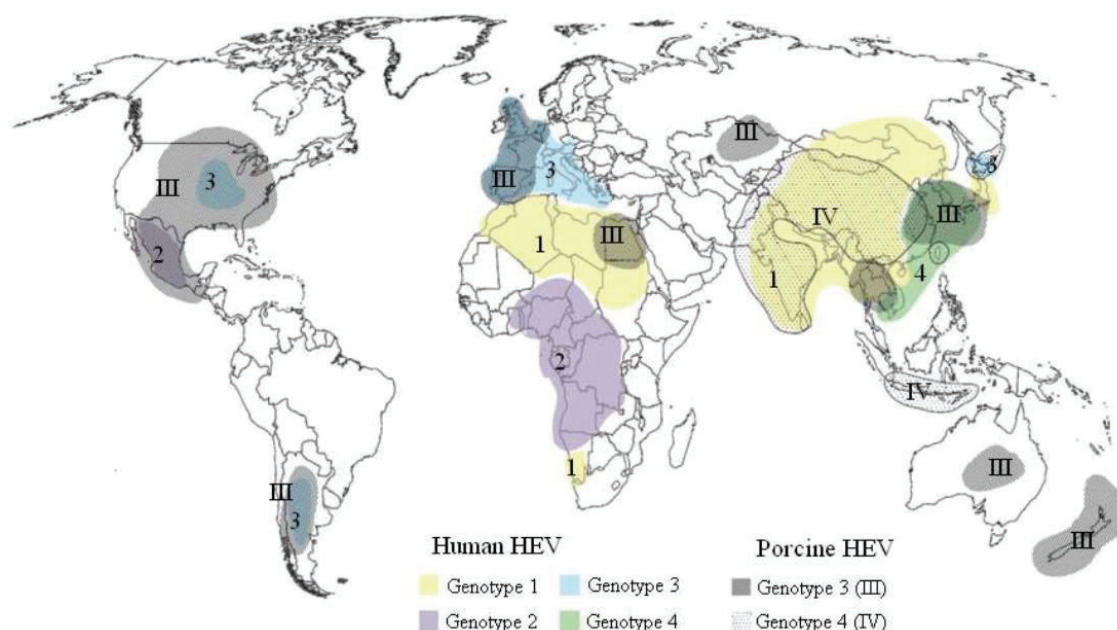 III
3
2
III
3
III
3
1
III
2
1
III
IV
1
III
4
3
IV
III
III
Human HEV
Porcine HEV
Genotype 1
Genotype 3
Genotype 3 (III)
Genotype 2
Genotype 4
Genotype 4 (IV)